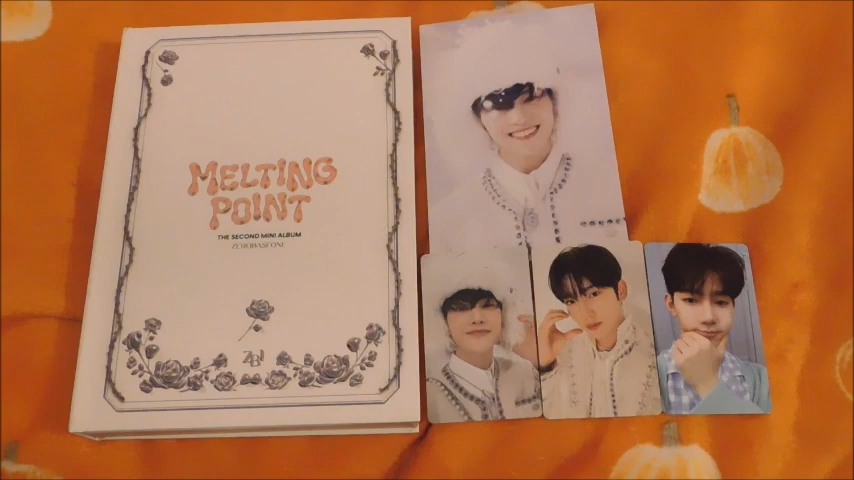 MELTING
POINT
THE SECOND MINI ALBUM
ZEROBASEONE
ZB1